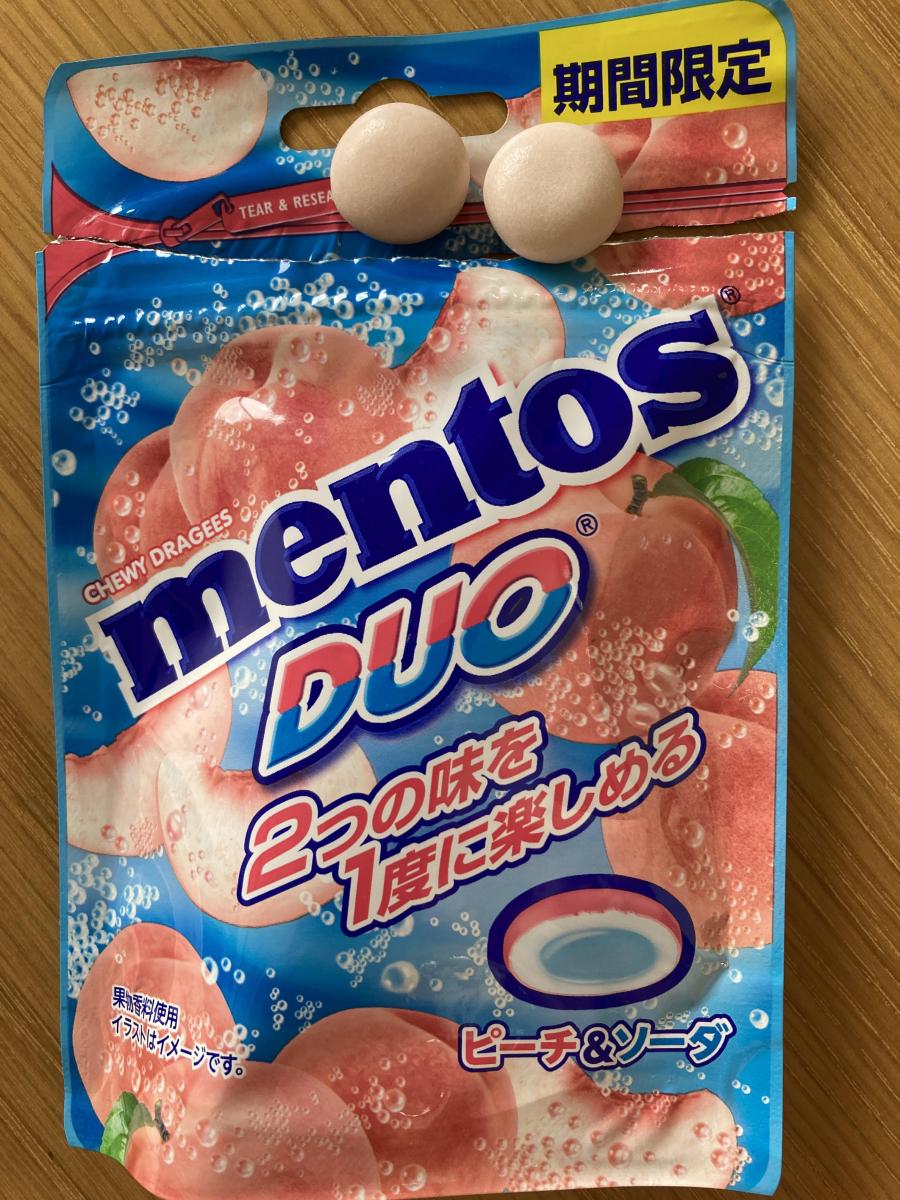 期間限定
TEAR & RESEA
mentos®
CHEWY DRAGEES
DUO®
2つの味を
1度に楽しめる
果物香料使用
イラストはイメージです。
ピーチ&ソーダ